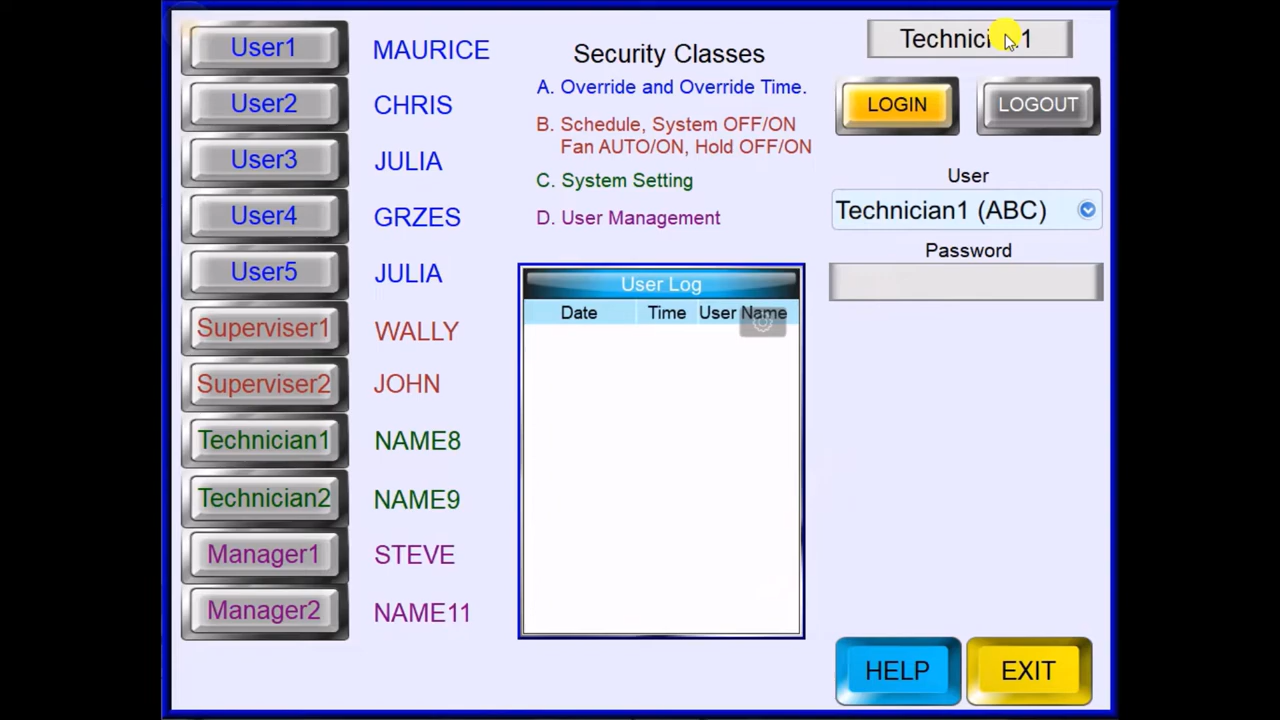 User1 MAURICE
User2 CHRIS
User3 JULIA
User4 GRZES
User5 JULIA
Superviser1 WALLY
Superviser2 JOHN
Technician1 NAME8
Technician2 NAME9
Manager1 STEVE
Manager2 NAME11
Security Classes
A. Override and Override Time.
B. Schedule, System OFF/ON
Fan AUTO/ON, Hold OFF/ON
C. System Setting
D. User Management
User Log
Date Time User Name
Technician1
LOGIN LOGOUT
User
Technician1 (ABC)
Password
HELP EXIT